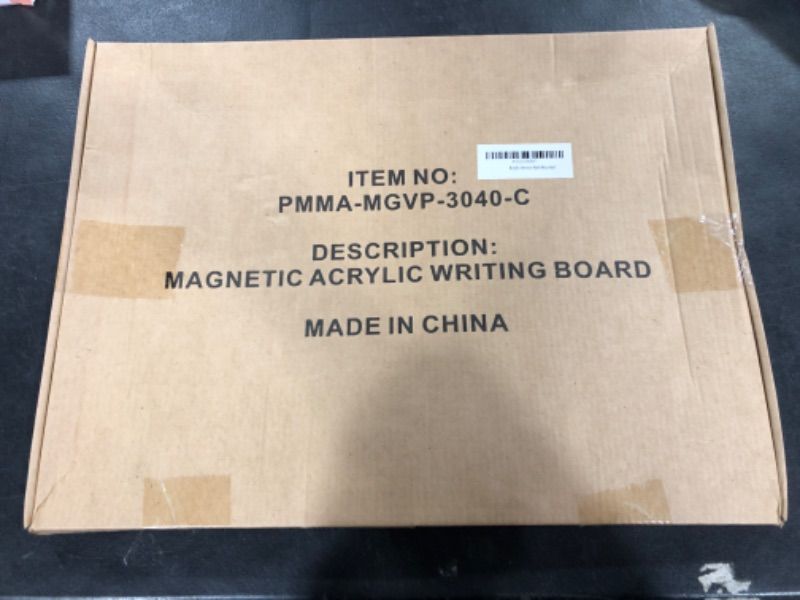 ITEM NO:
PMMA-MGVP-3040-C
DESCRIPTION:
MAGNETIC ACRYLIC WRITING BOARD
MADE IN CHINA